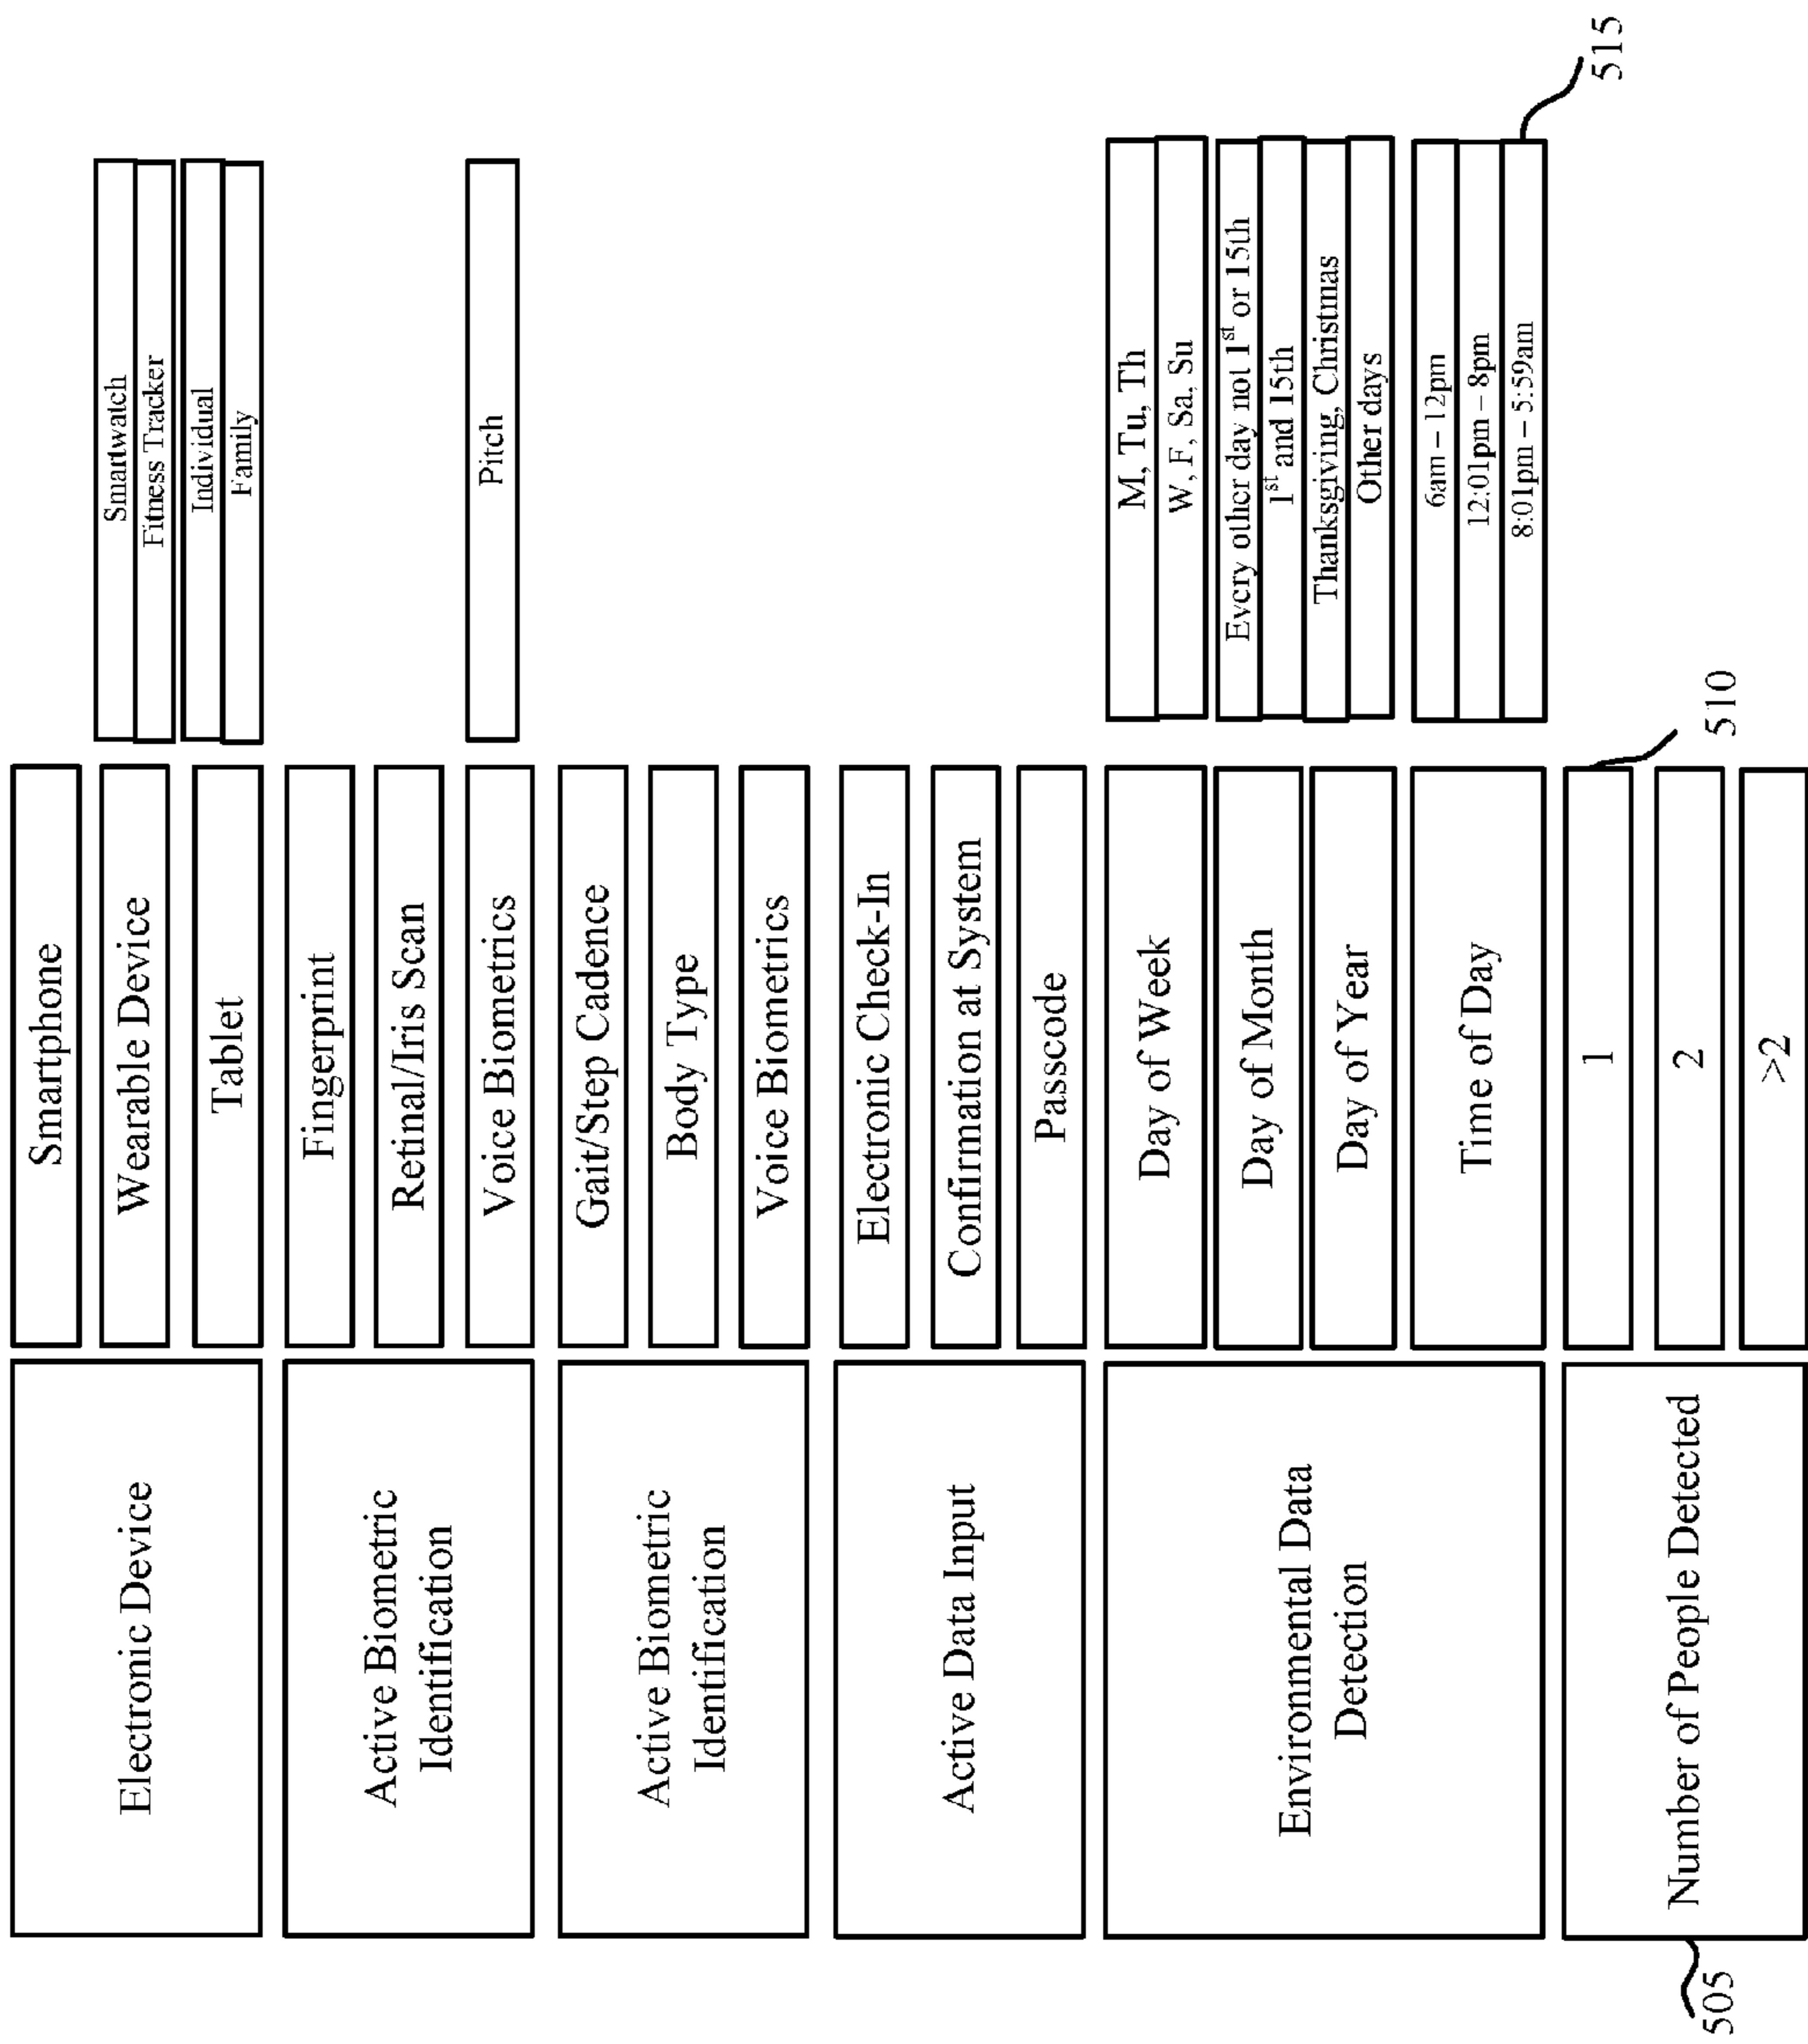 Electronic Device
Smartphone
Wearable Device
Smartwatch
Fitness Tracker
Tablet
Individual
Family
Active Biometric
Identification
Fingerprint
Retinal/Iris Scan
Voice Biometrics
Pitch
Active Biometric
Identification
Gait/Step Cadence
Body Type
Voice Biometrics
Active Data Input
Electronic Check-In
Confirmation at System
Passcode
Environmental Data
Detection
Day of Week
M, Tu, Th
W, F, Sa, Su
Day of Month
Every other day not 1st or 15th
1st and 15th
Day of Year
Thanksgiving, Christmas
Other days
Time of Day
6am – 12pm
12:01pm – 8pm
8:01pm – 5:59am
515
Number of People Detected
505
1
510
2
>2